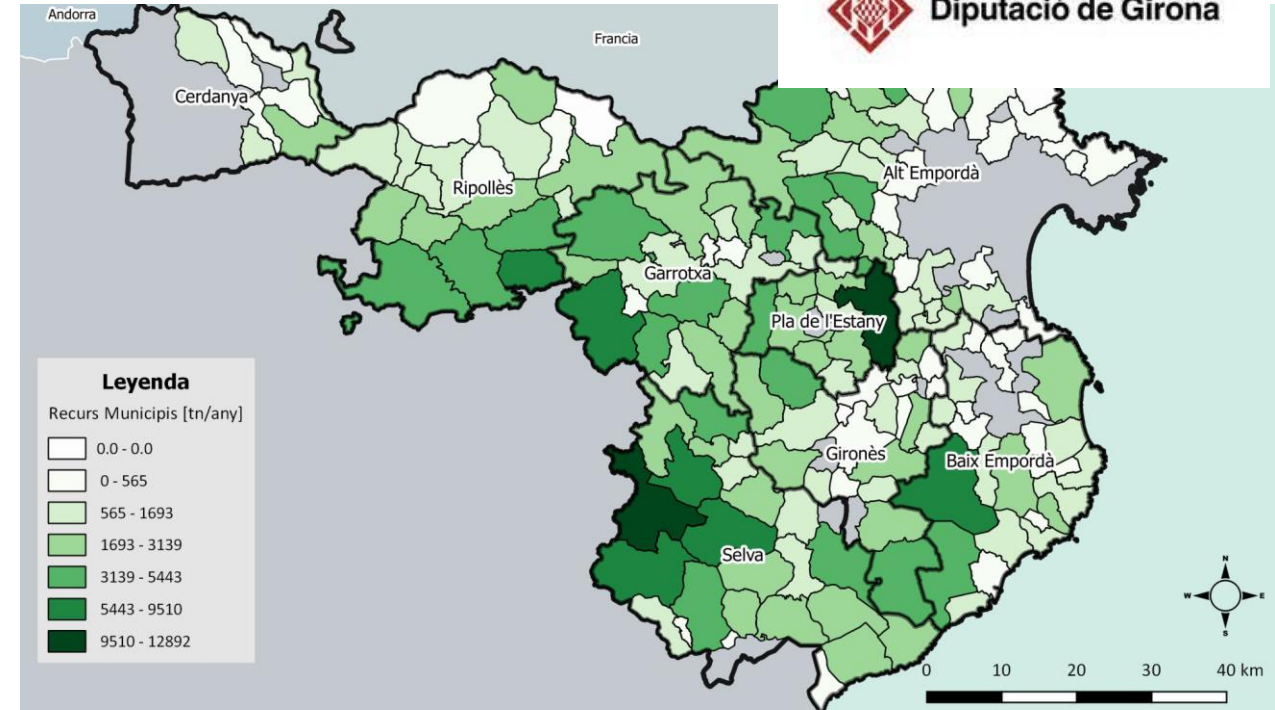 Diputació de Girona
Andorra
Francia
Cerdanya
Ripollès
Alt Empordà
Garrotxa
Pla de l'Estany
Gironès
Baix Empordà
Selva
Leyenda
Recurs Municipis [tn/any]
0.0 - 0.0
0 - 565
565 - 1693
1693 - 3139
3139 - 5443
5443 - 9510
9510 - 12892
N
W E
S
0 10 20 30 40 km